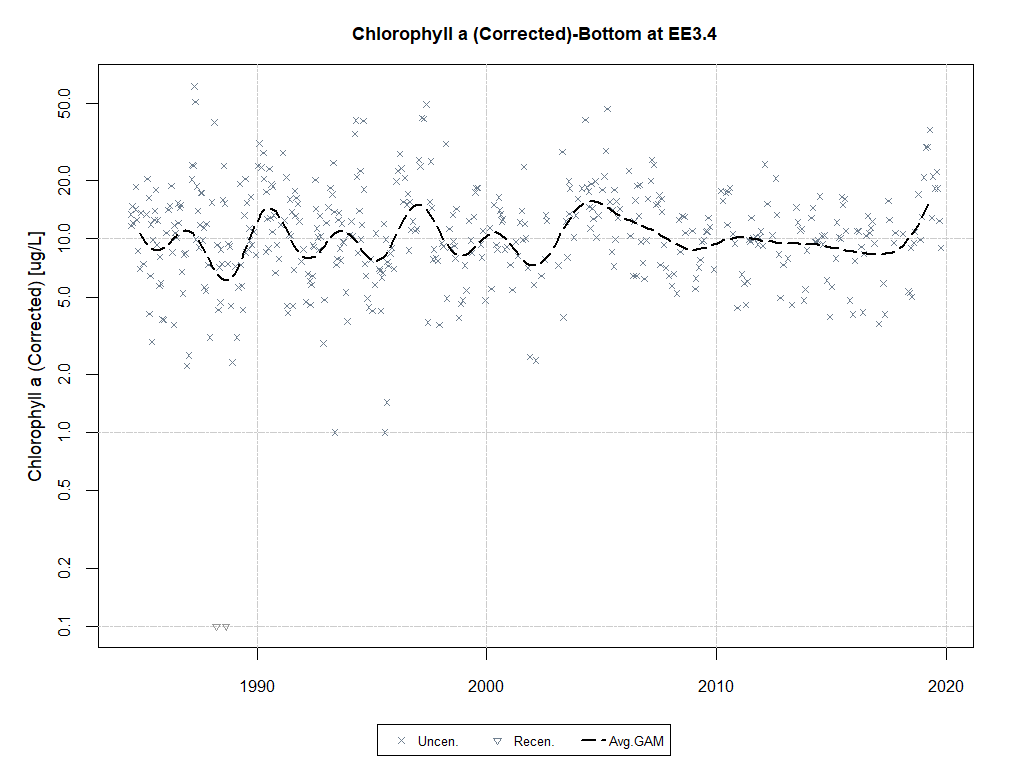 Chlorophyll a (Corrected)-Bottom at EE3.4
Chlorophyll a (Corrected) [ug/L]
50.0
20.0
10.0
5.0
2.0
1.0
0.5
0.2
0.1
1990 2000 2010 2020
Uncen. Recen. Avg.GAM